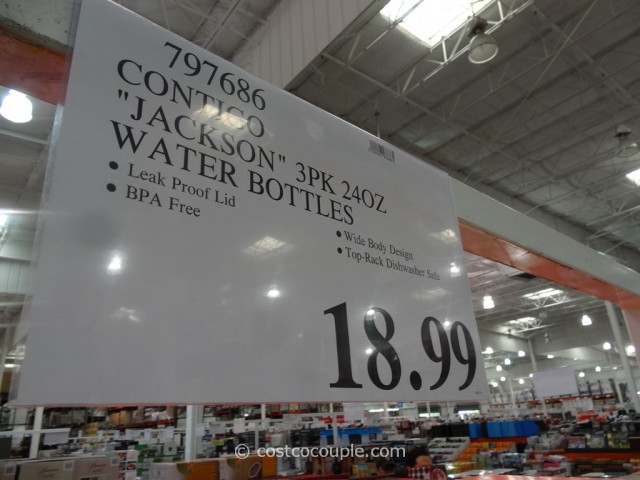 797686
CONTIGO
"JACKSON" 3PK 24OZ
WATER BOTTLES
• Leak Proof Lid
• BPA Free
• Wide Body Design
• Top-Rack Dishwasher Safe
18.99
© costcocouple.com